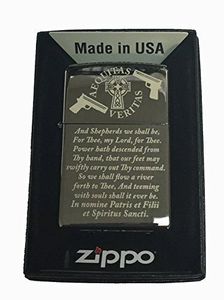 Made in USA
AEQUITAS
VERITAS
And Shepherds we shall be,
For Thee, my Lord, for Thee.
Power hath descended from
Thy hand, that our feet may
swiftly carry out Thy command.
So we shall flow a river
forth to Thee, And teeming
with souls shall it ever be.
In nomine Patris et Filii
et Spiritus Sancti.
zippo